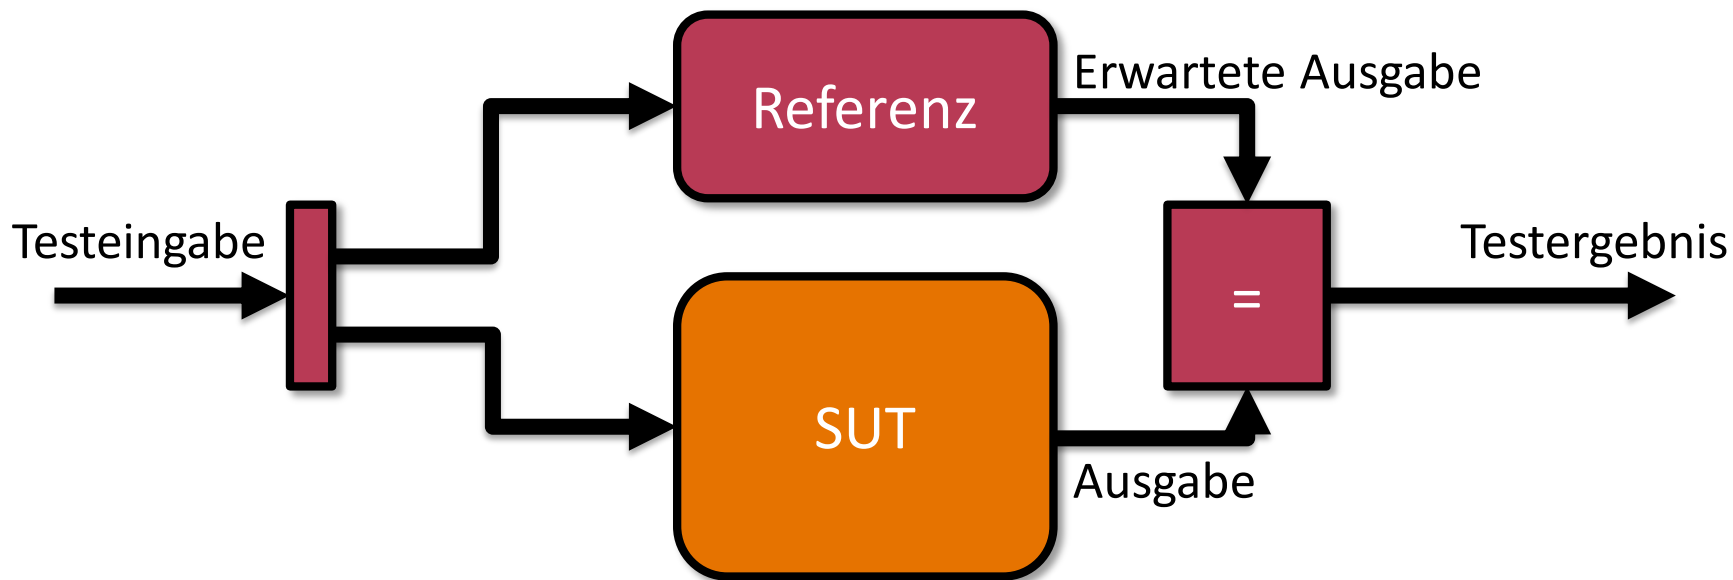 Referenz
Erwartete Ausgabe
Testeingabe
=
Testergebnis
SUT
Ausgabe